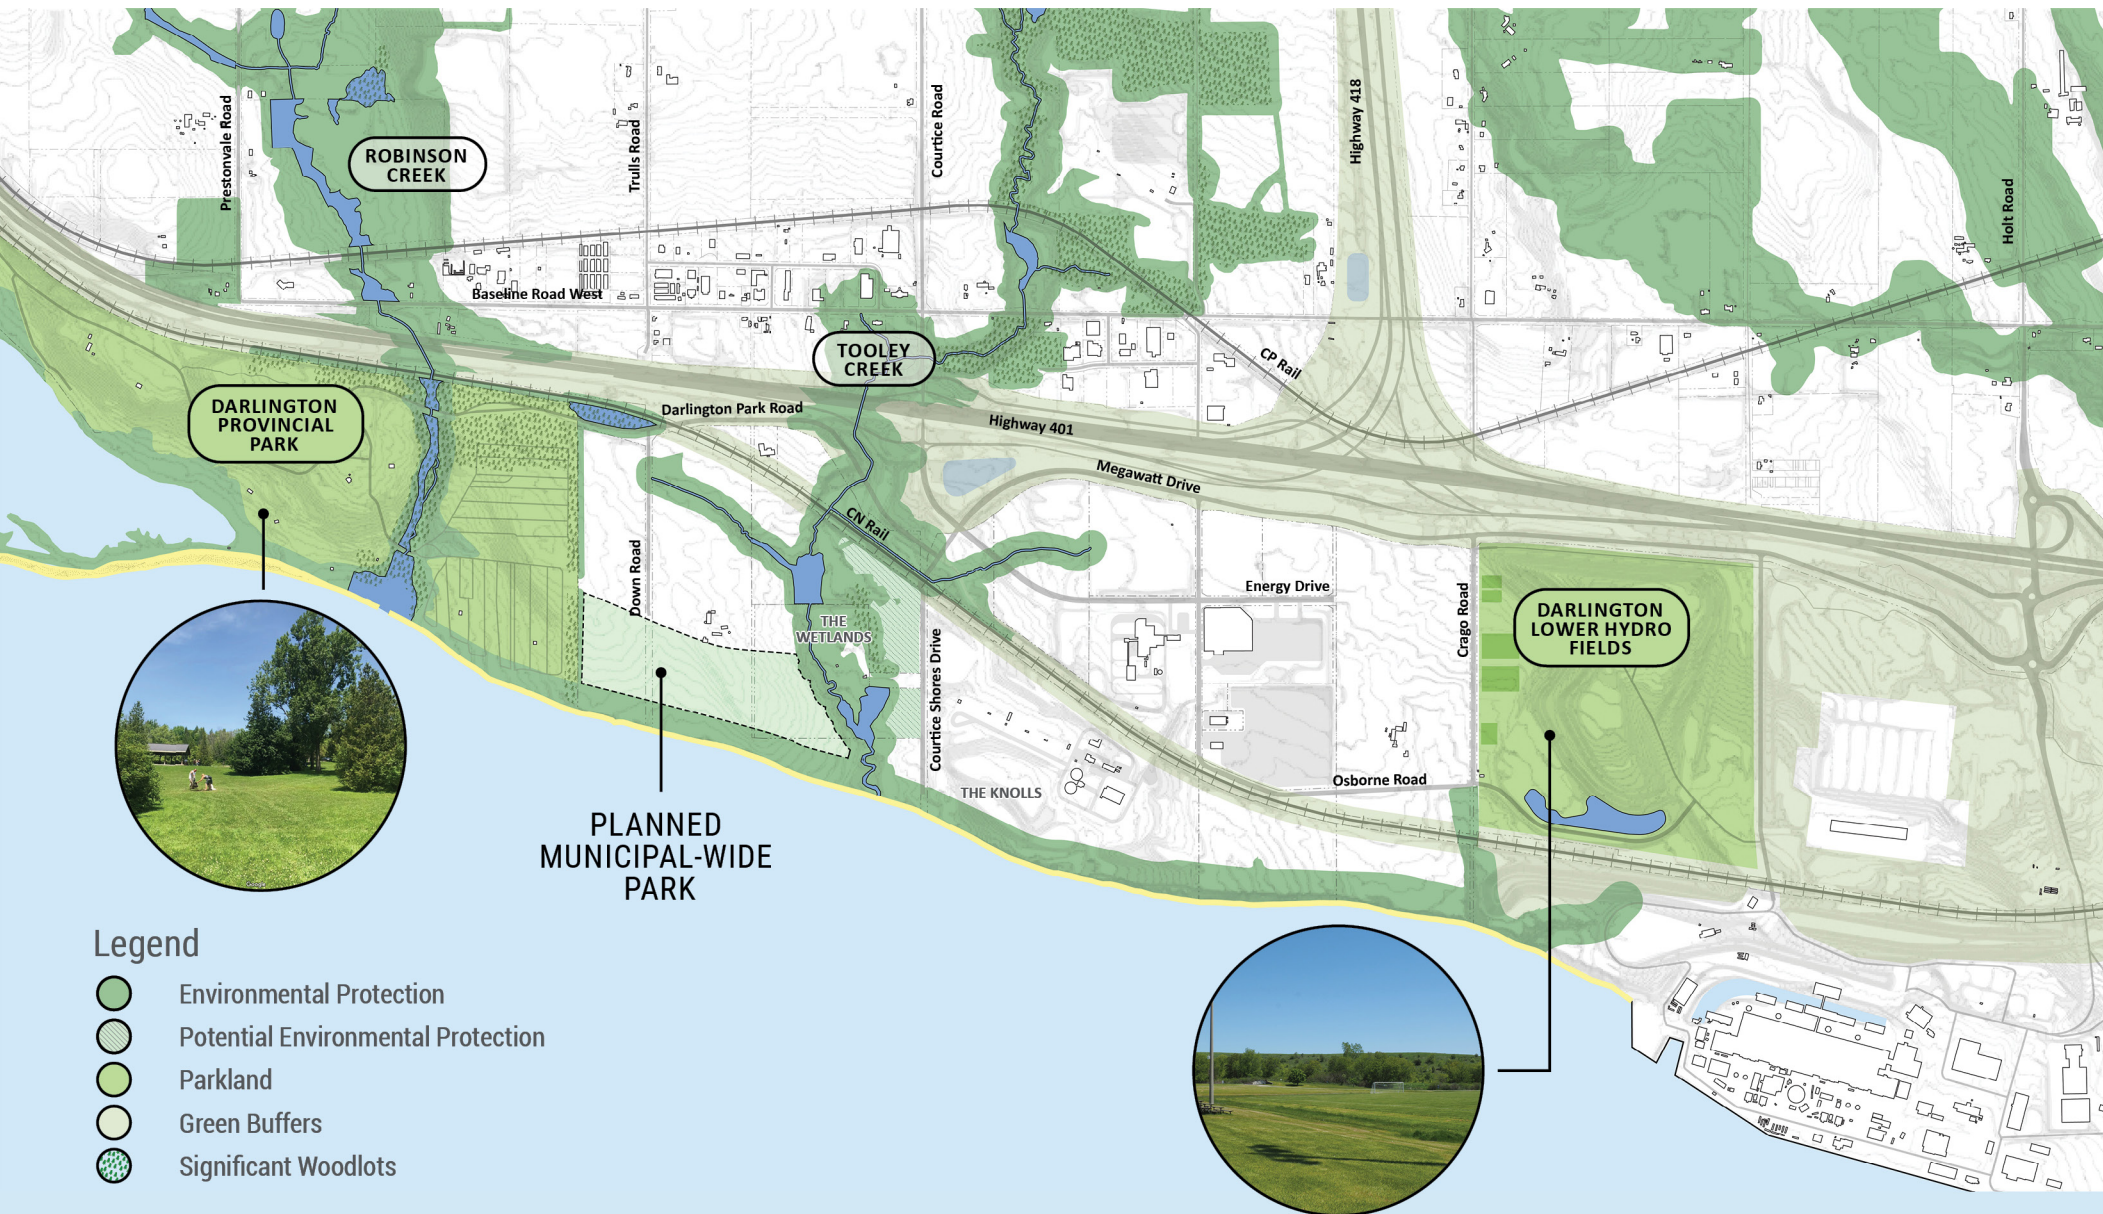 Prestonvale Road
ROBINSON
CREEK
Trulls Road
Courtice Road
Highway 418
Holt Road
Baseline Road West
TOOLEY
CREEK
CP Rail
DARLINGTON
PROVINCIAL
PARK
Darlington Park Road
Highway 401
Megawatt Drive
CN Rail
Down Road
Energy Drive
Crago Road
DARLINGTON
LOWER HYDRO
FIELDS
THE
WETLANDS
Courtice Shores Drive
THE KNOLLS
Osborne Road
PLANNED
MUNICIPAL-WIDE
PARK
Google
Legend
Environmental Protection
Potential Environmental Protection
Parkland
Green Buffers
Significant Woodlots